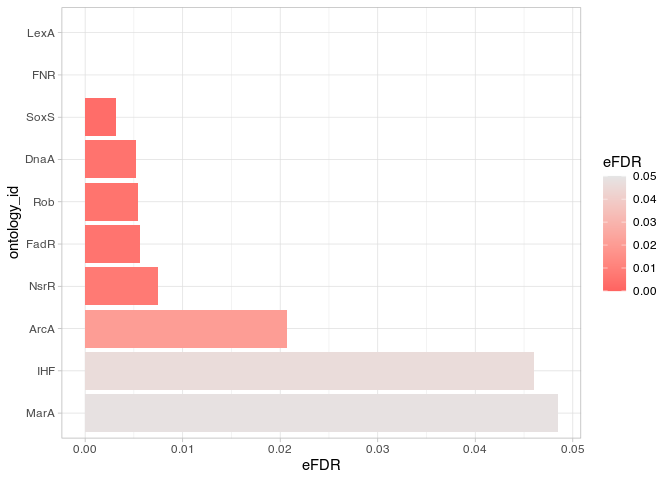 LexA
FNR
SoxS
DnaA
Rob
FadR
NsrR
ArcA
IHF
MarA
ontology_id
0.00 0.01 0.02 0.03 0.04 0.05
eFDR
eFDR
0.05
0.04
0.03
0.02
0.01
0.00